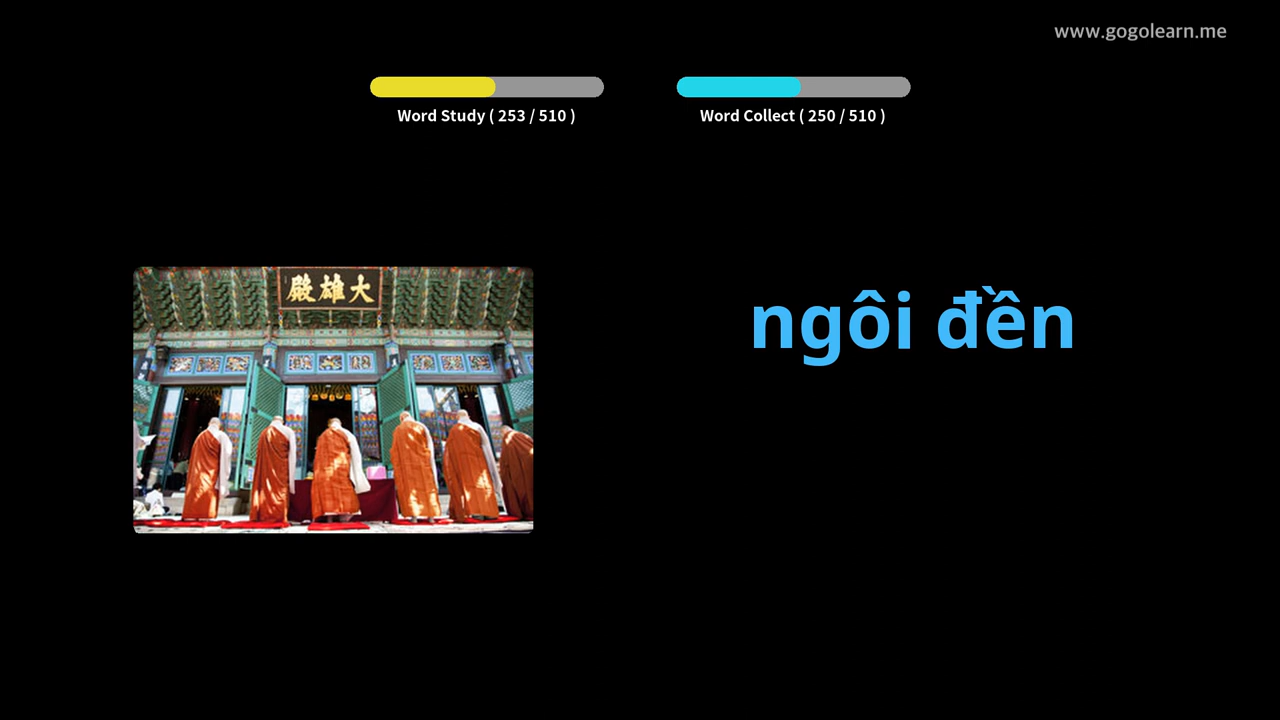 www.gogolearn.me
Word Study ( 253 / 510 )
Word Collect ( 250 / 510 )
殿雄大
ngôi đền